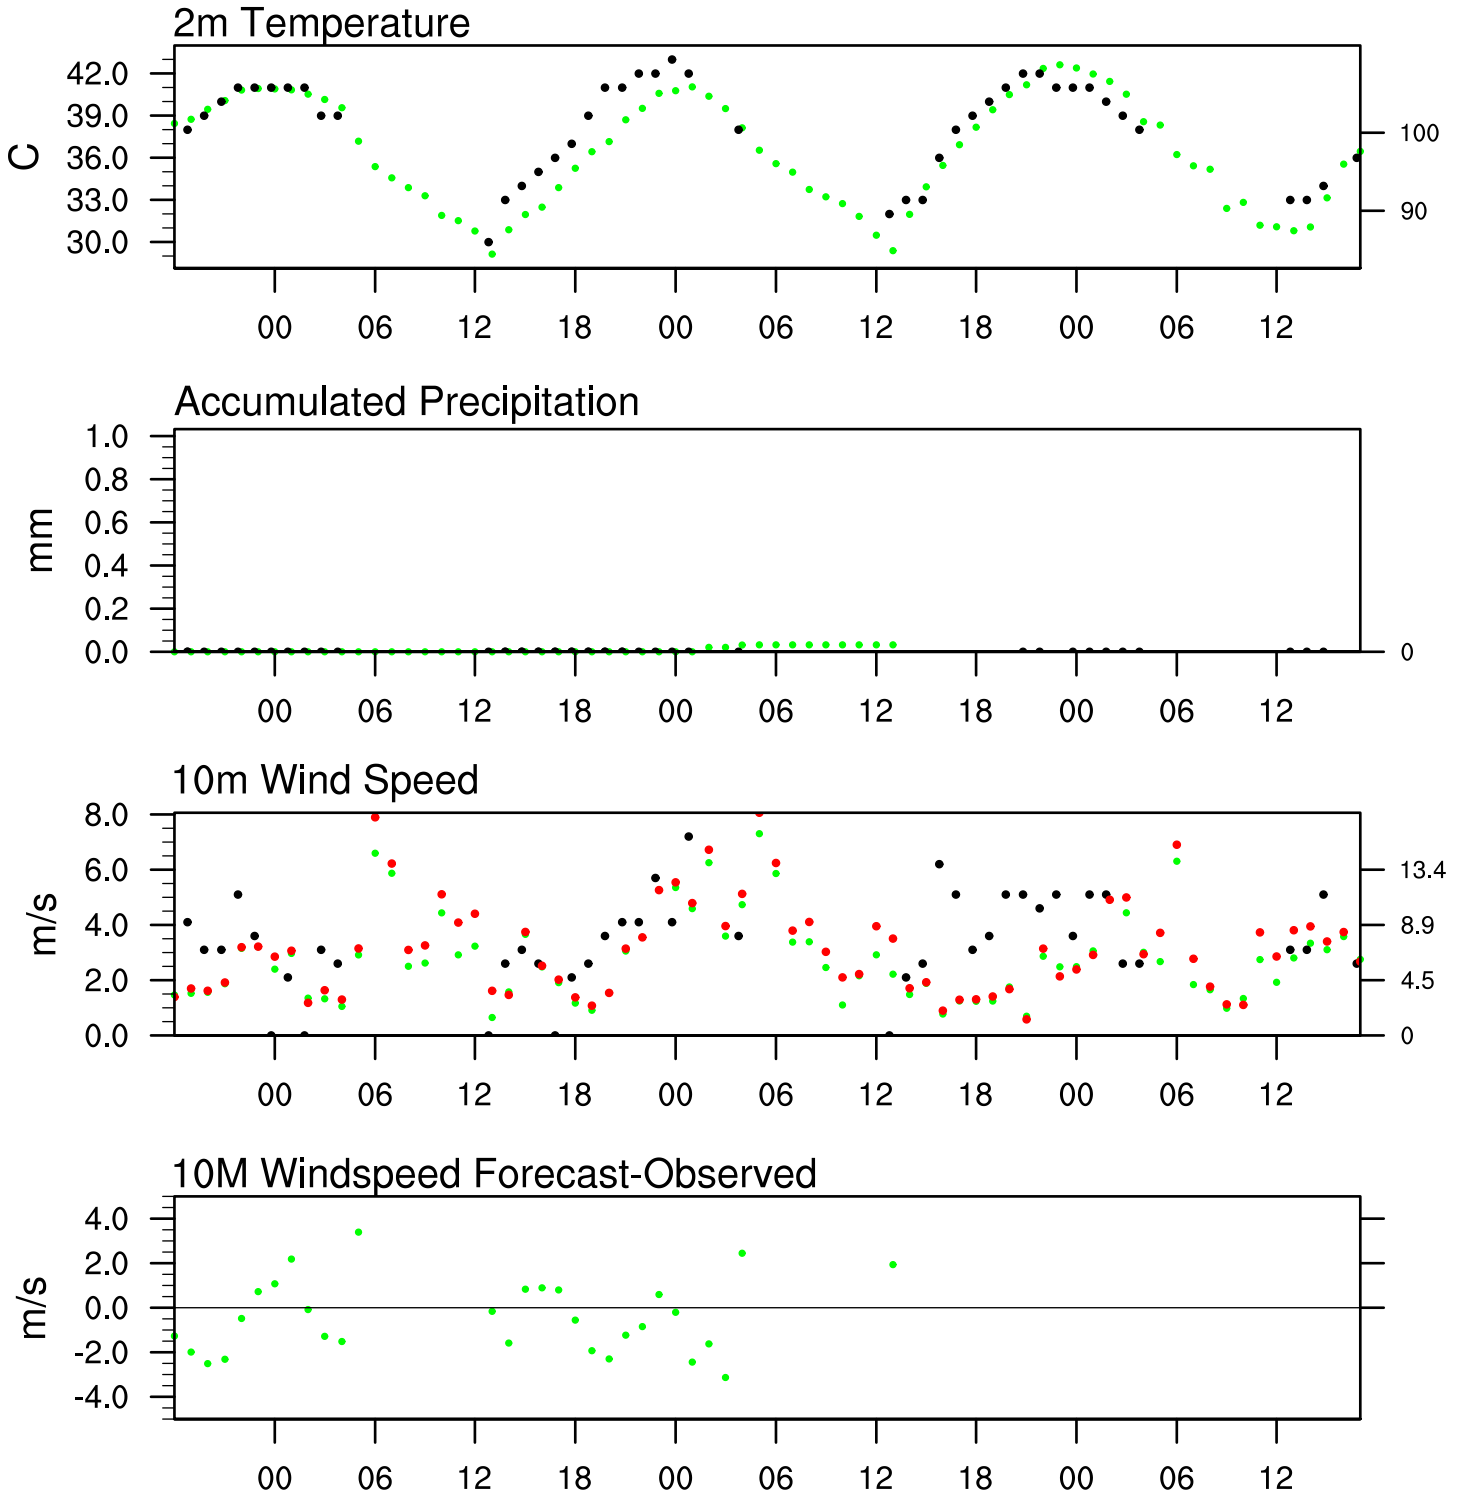 2m Temperature
42.0
39.0
36.0
33.0
30.0
C
100
90
00 06 12 18 00 06 12 18 00 06 12
Accumulated Precipitation
1.0
0.8
0.6
0.4
0.2
0.0
mm
0
00 06 12 18 00 06 12 18 00 06 12
10m Wind Speed
8.0
6.0
4.0
2.0
0.0
m/s
13.4
8.9
4.5
0
00 06 12 18 00 06 12 18 00 06 12
10M Windspeed Forecast-Observed
4.0
2.0
0.0
-2.0
-4.0
m/s
00 06 12 18 00 06 12 18 00 06 12